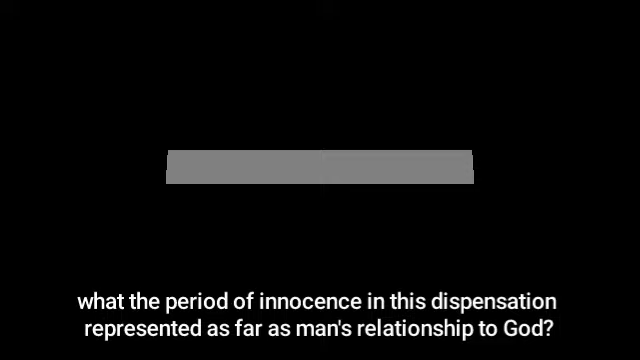 what the period of innocence in this dispensation
represented as far as man's relationship to God?